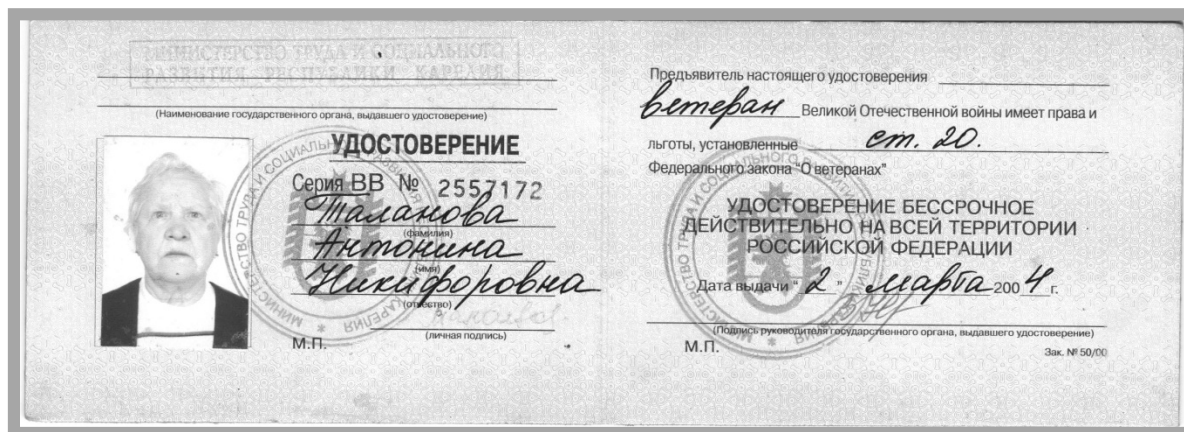 МИНИСТЕРСТВО ТРУДА И СОЦИАЛЬНОГО
РАЗВИТИЯ РЕСПУБЛИКИ КАРЕЛИЯ
(Наименование государственного органа, выдавшего удостоверение)
УДОСТОВЕРЕНИЕ
Серия ВВ № 2557172
Таланова
(фамилия)
Антонина
(имя)
Никифоровна
(отчество)
(личная подпись)
М.П.
Предъявитель настоящего удостоверения
ветеран Великой Отечественной войны имеет права и
льготы, установленные ст. 20.
Федерального закона "О ветеранах"
УДОСТОВЕРЕНИЕ БЕССРОЧНОЕ
ДЕЙСТВИТЕЛЬНО НА ВСЕЙ ТЕРРИТОРИИ
РОССИЙСКОЙ ФЕДЕРАЦИИ
Дата выдачи " 2 " марта 2004 г.
(Подпись руководителя государственного органа, выдавшего удостоверение)
М.П.
Зак. № 50/00